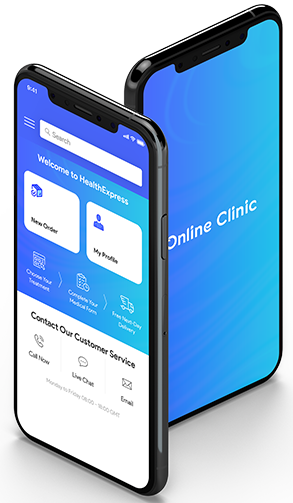 9:41
Search
Welcome to HealthExpress
New Order
My Profile
Choose Your
Treatment
Complete Your
Medical Form
Free Next-Day
Delivery
Contact Our Customer Service
Call Now
Live Chat
Email
Monday to Friday 08:00 - 18:00 GMT
Online Clinic